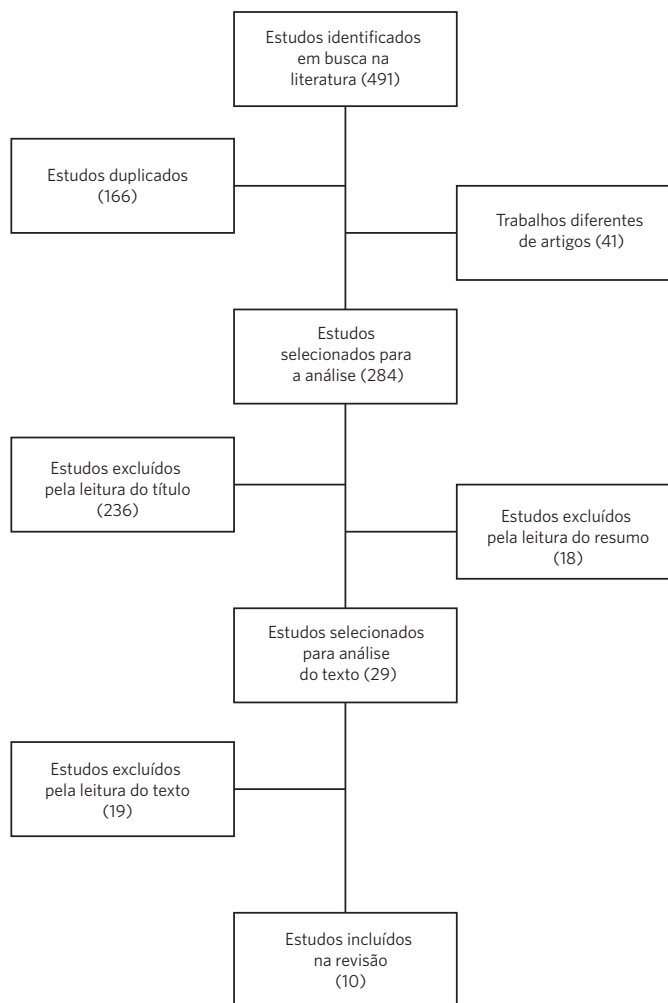 Estudos identificados
em busca na
literatura (491)
Estudos duplicados
(166)
Trabalhos diferentes
de artigos (41)
Estudos
selecionados para
a análise (284)
Estudos excluídos
pela leitura do título
(236)
Estudos excluídos
pela leitura do resumo
(18)
Estudos selecionados
para análise
do texto (29)
Estudos excluídos
pela leitura do texto
(19)
Estudos incluídos
na revisão
(10)